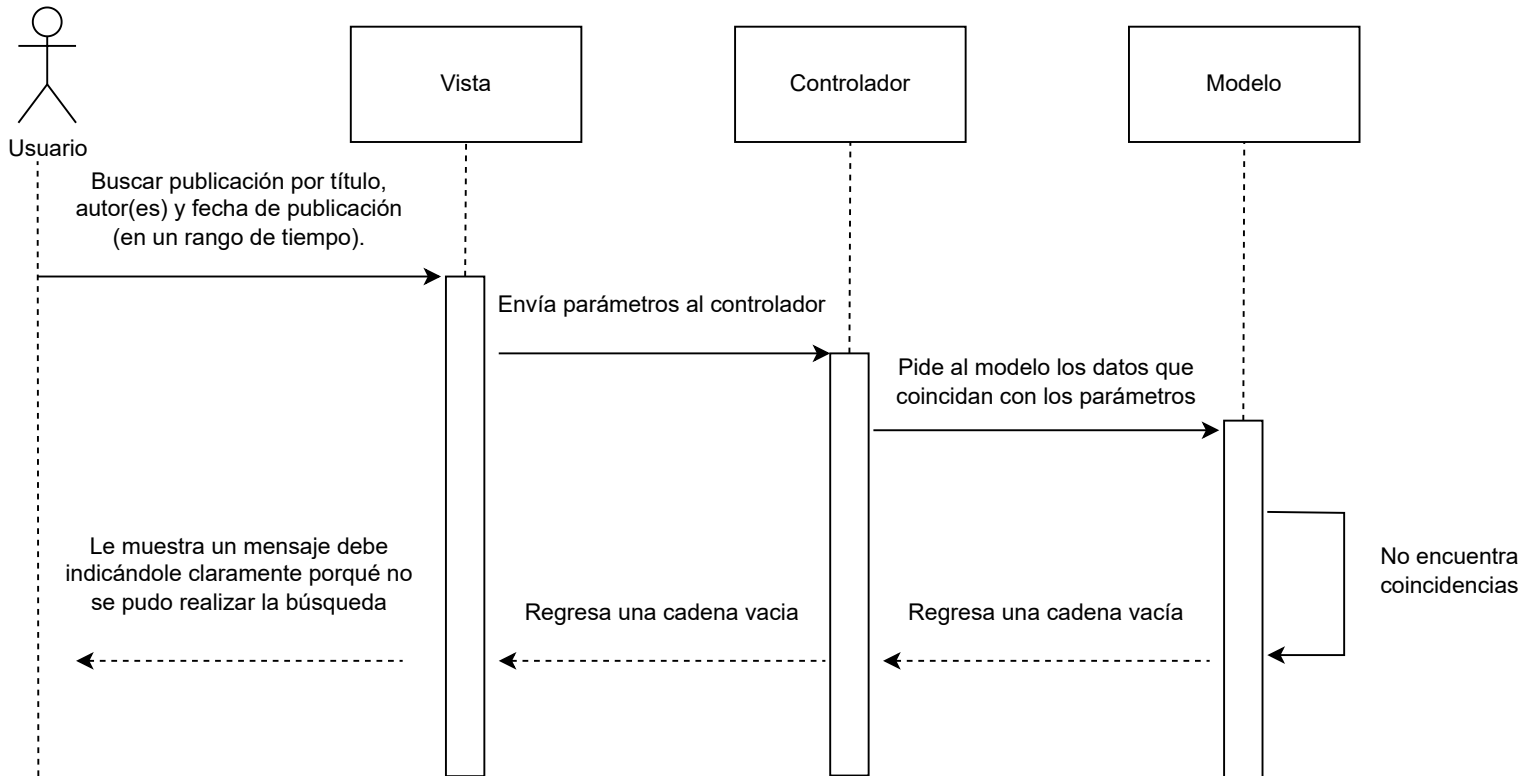 Vista
Controlador
Modelo
Usuario
Buscar publicación por título,
autor(es) y fecha de publicación
(en un rango de tiempo).
Envía parámetros al controlador
Pide al modelo los datos que
coincidan con los parámetros
No encuentra
coincidencias
Regresa una cadena vacía
Regresa una cadena vacia
Le muestra un mensaje debe
indicándole claramente porqué no
se pudo realizar la búsqueda